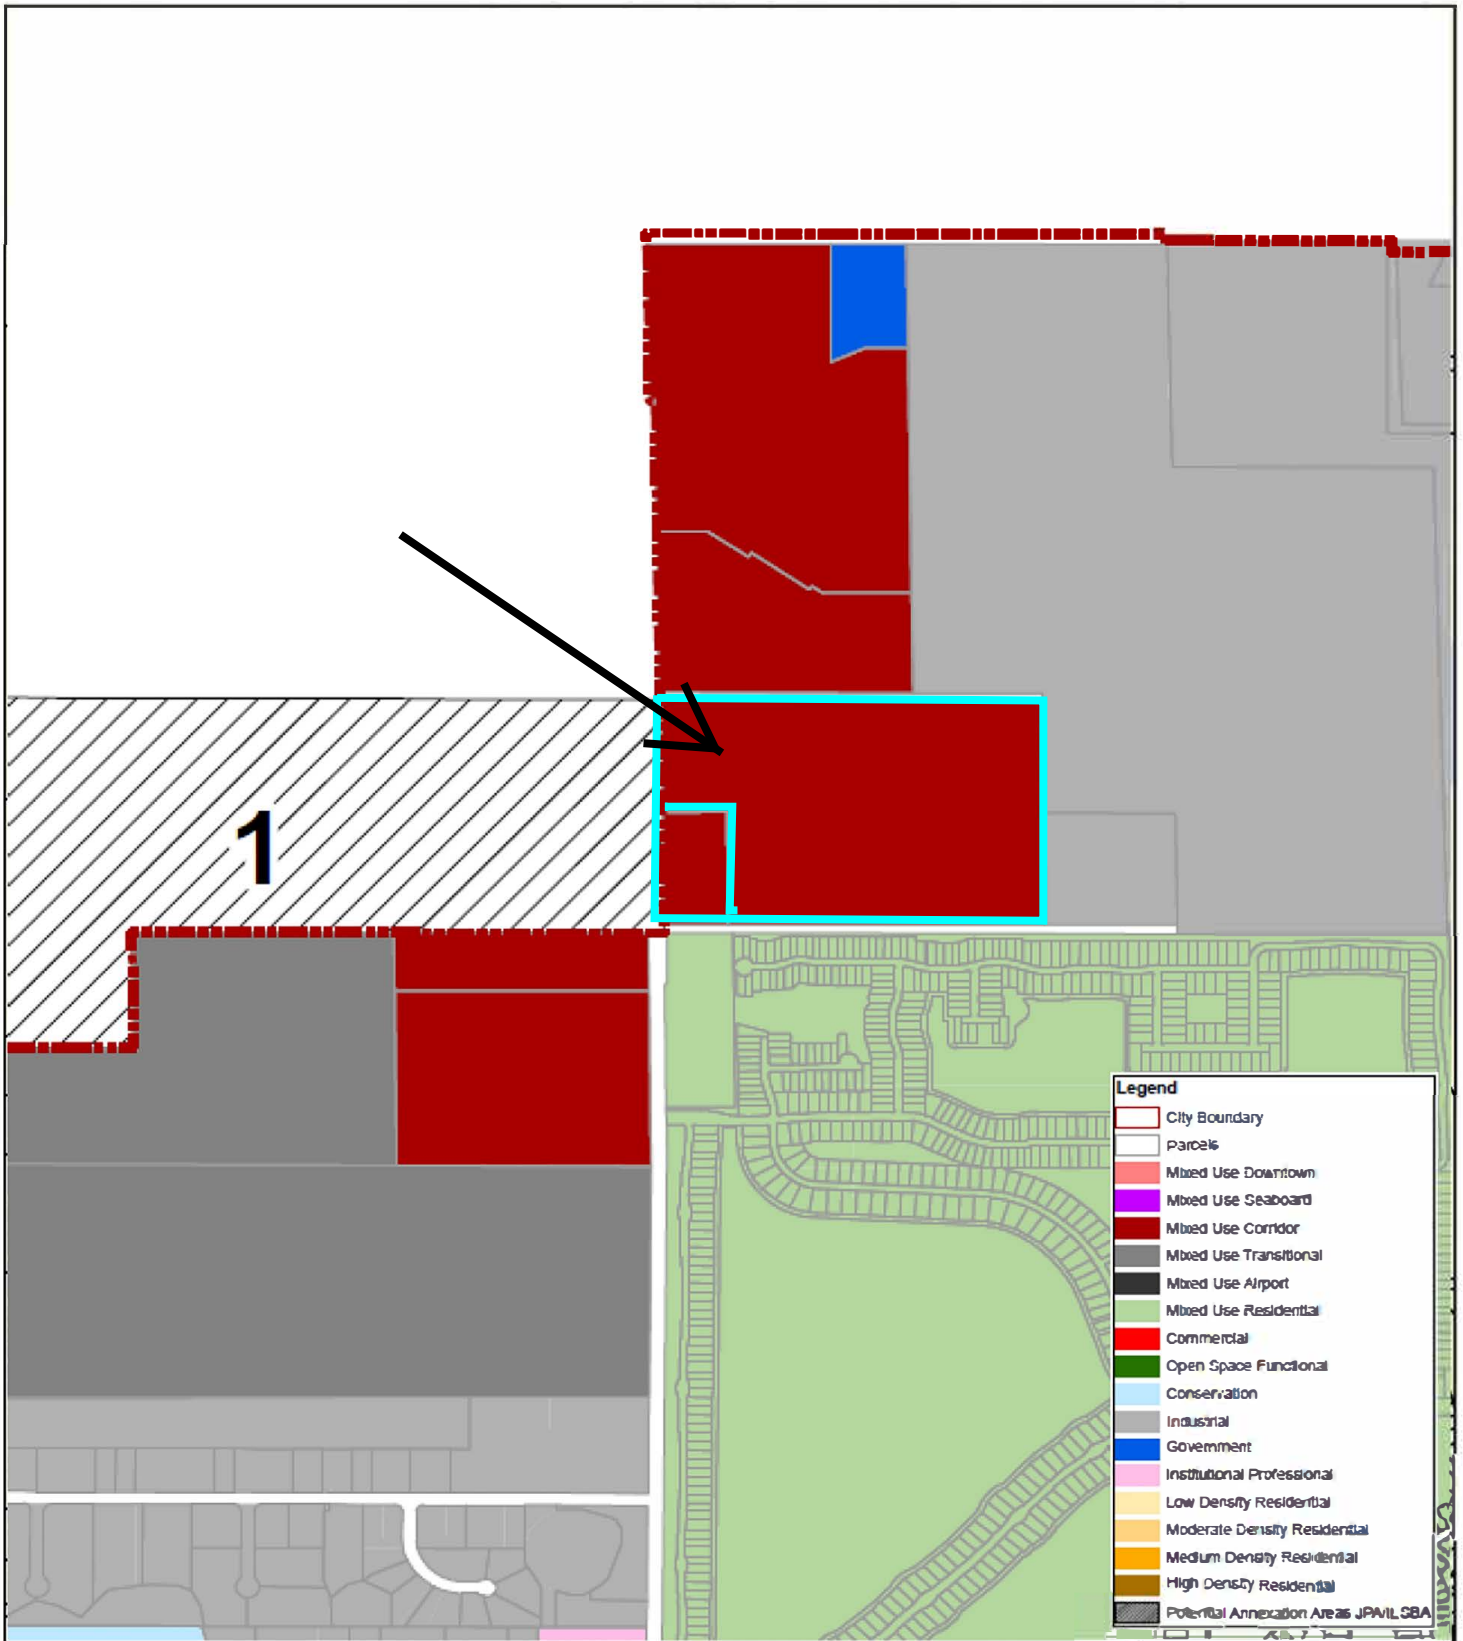 1
Legend
City Boundary
Parcels
Mixed Use Downtown
Mixed Use Seaboard
Mixed Use Corridor
Mixed Use Transitional
Mixed Use Airport
Mixed Use Residential
Commercial
Open Space Functional
Conservation
Industrial
Government
Institutional Professional
Low Density Residential
Moderate Density Residential
Medium Density Residential
High Density Residential
Potential Annexation Areas JPA/ILSBA